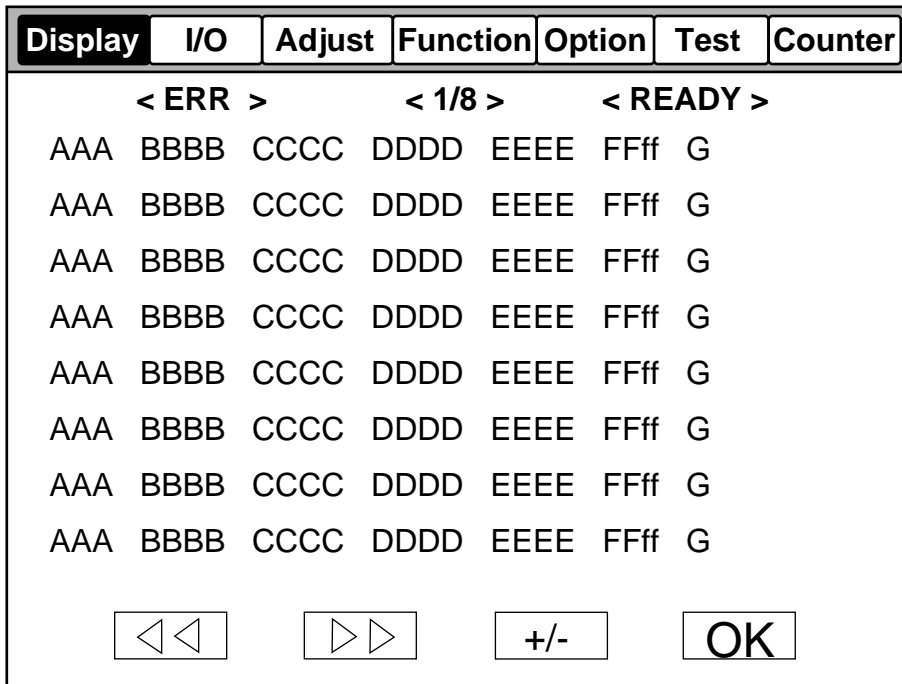 Display I/O Adjust Function Option Test Counter
< ERR > < 1/8 > < READY >
AAA BBBB CCCC DDDD EEEE FFff G
AAA BBBB CCCC DDDD EEEE FFff G
AAA BBBB CCCC DDDD EEEE FFff G
AAA BBBB CCCC DDDD EEEE FFff G
AAA BBBB CCCC DDDD EEEE FFff G
AAA BBBB CCCC DDDD EEEE FFff G
AAA BBBB CCCC DDDD EEEE FFff G
AAA BBBB CCCC DDDD EEEE FFff G
+/- OK